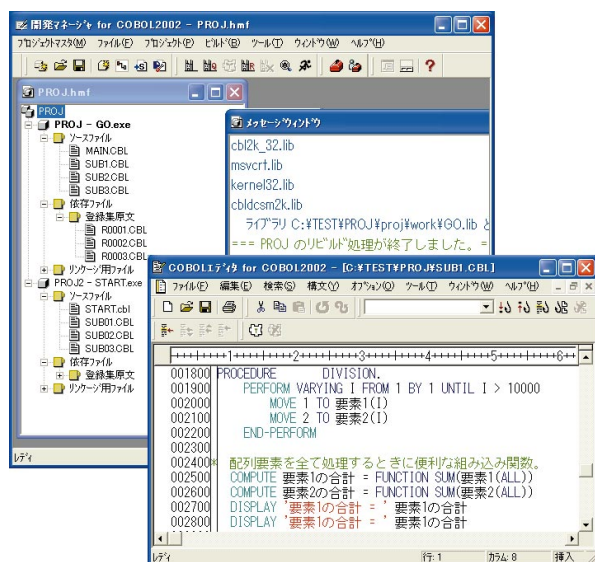 開発マネージャ for COBOL2002 - PROJ.hmf
プロジェクトマスタ(M) ファイル(F) プロジェクト(P) ビルド(B) ツール(T) ウィンドウ(W) ヘルプ(H)
PROJ.hmf
PROJ
PROJ - GO.exe
ソースファイル
MAIN.CBL
SUB1.CBL
SUB2.CBL
SUB3.CBL
依存ファイル
登録集原文
R0001.CBL
R0002.CBL
R0003.CBL
リンケージ用ファイル
PROJ2 - START.exe
ソースファイル
START.cbl
SUB01.CBL
SUB02.CBL
SUB03.CBL
依存ファイル
登録集原文
リンケージ用ファイル
レディ
メッセージウィンドウ
cbl2k_32.lib
msvcrt.lib
kernel32.lib
cbldcsm2k.lib
ライブラリ C:¥TEST¥PROJ¥proj¥work¥GO.lib と
=== PROJ のリビルド処理が終了しました。=
COBOLエディタ for COBOL2002 - [C:¥TEST¥PROJ¥SUB1.CBL]
ファイル(F) 編集(E) 検索(S) 構文(Y) オプション(O) ツール(T) ウィンドウ(W) ヘルプ(H)
|----+----+----1----+----2----+----3----+----4----+----5----+----6--
001800 PROCEDURE DIVISION.
001900 PERFORM VARYING I FROM 1 BY 1 UNTIL I > 10000
002000 MOVE 1 TO 要素1(I)
002100 MOVE 2 TO 要素2(I)
002200 END-PERFORM
002300
002400* 配列要素を全て処理するときに便利な組み込み関数。
002500 COMPUTE 要素1の合計 = FUNCTION SUM(要素1(ALL))
002600 COMPUTE 要素2の合計 = FUNCTION SUM(要素2(ALL))
002700 DISPLAY '要素1の合計 = ' 要素1の合計
002800 DISPLAY '要素1の合計 = ' 要素1の合計
レディ 行: 1 カラム: 8 挿入